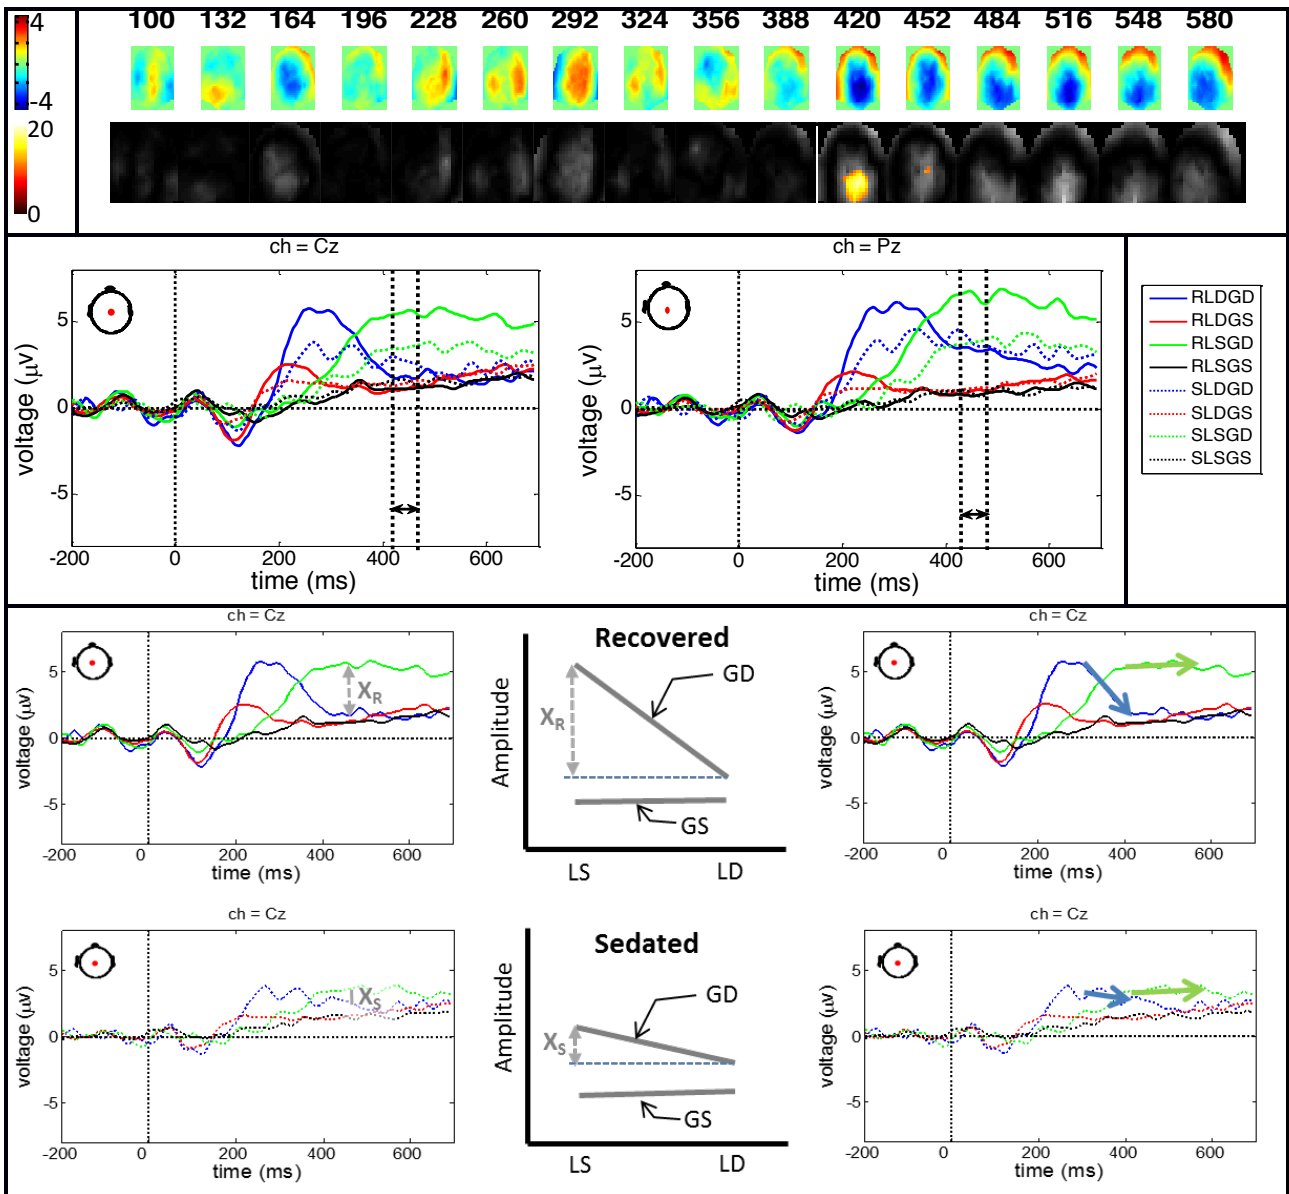 100 132 164 196 228 260 292 324 356 388 420 452 484 516 548 580
4
-4
20
0
ch = Cz
5
0
-5
voltage (µv)
-200 0 200 400 600
time (ms)
ch = Pz
5
0
-5
voltage (µv)
-200 0 200 400 600
time (ms)
RLDGD
RLDGS
RLSGD
RLSGS
SLDGD
SLDGS
SLSGD
SLSGS
ch = Cz
5
0
-5
voltage (µv)
XR
-200 0 200 400 600
time (ms)
Recovered
Amplitude
XR
GD
GS
LS LD
ch = Cz
5
0
-5
voltage (µv)
-200 0 200 400 600
time (ms)
ch = Cz
5
0
-5
voltage (µv)
XS
-200 0 200 400 600
time (ms)
Sedated
Amplitude
XS
GD
GS
LS LD
ch = Cz
5
0
-5
voltage (µv)
-200 0 200 400 600
time (ms)